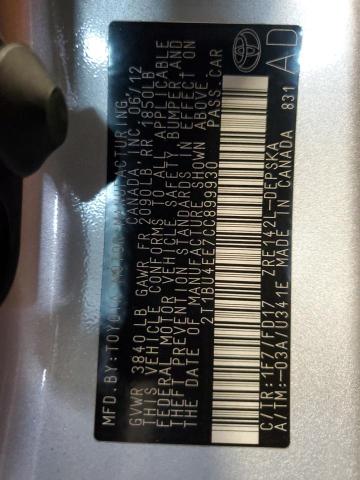 MFD.BY:TOYOTA MOTOR MANUFACTURING
CANADA, INC. 06/12
GVWR 3840LB GAWR FR 2090LB RR 1850LB
THIS VEHICLE CONFORMS TO ALL APPLICABLE
FEDERAL MOTOR VEHICLE SAFETY, BUMPER AND
THEFT PREVENTION STANDARDS IN EFFECT ON
THE DATE OF MANUFACTURE SHOWN ABOVE.
2T1BU4EE7CC899930 PASS.CAR
C/TR:1F7/FD17 ZRE142L-DEPSKA
A/TM:-03A/U341E MADE IN CANADA 831
AD